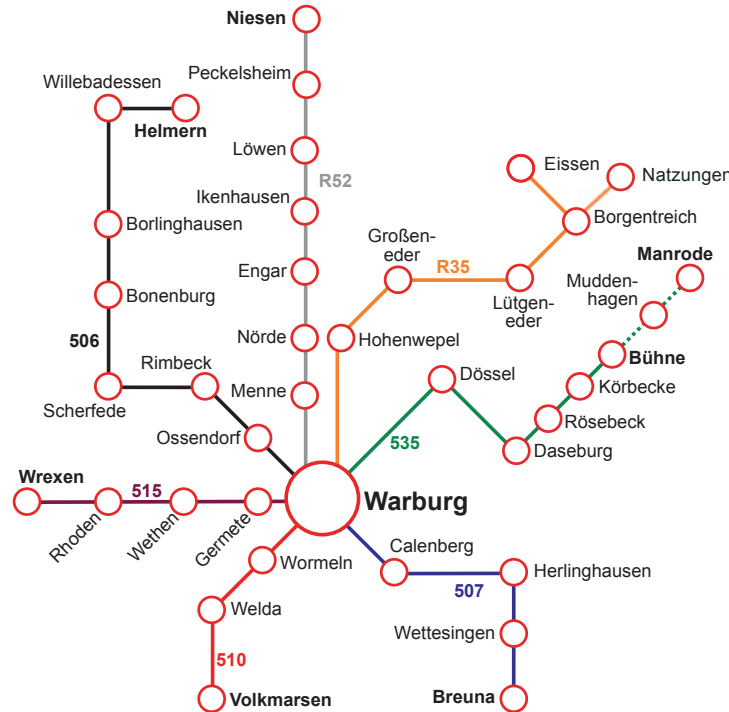 Niesen
Willebadessen
Peckelsheim
Helmern
Löwen
R52
Eissen
Natzungen
Ikenhausen
Borlinghausen
Borgentreich
Großen-
eder
Manrode
Engar
R35
Mudden-
hagen
Bonenburg
Lütgen-
eder
506
Nörde
Hohenwepel
Bühne
Rimbeck
Dössel
Menne
Körbecke
Scherfede
Ossendorf
Rösebeck
535
Daseburg
Wrexen
515
Warburg
Rhoden
Wethen
Germete
Calenberg
Wormeln
Herlinghausen
507
Welda
Wettesingen
510
Volkmarsen
Breuna